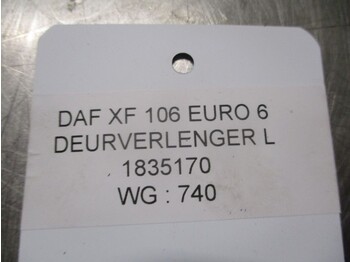 DAF XF 106 EURO 6
DEURVERLENGER L
1835170
WG : 740